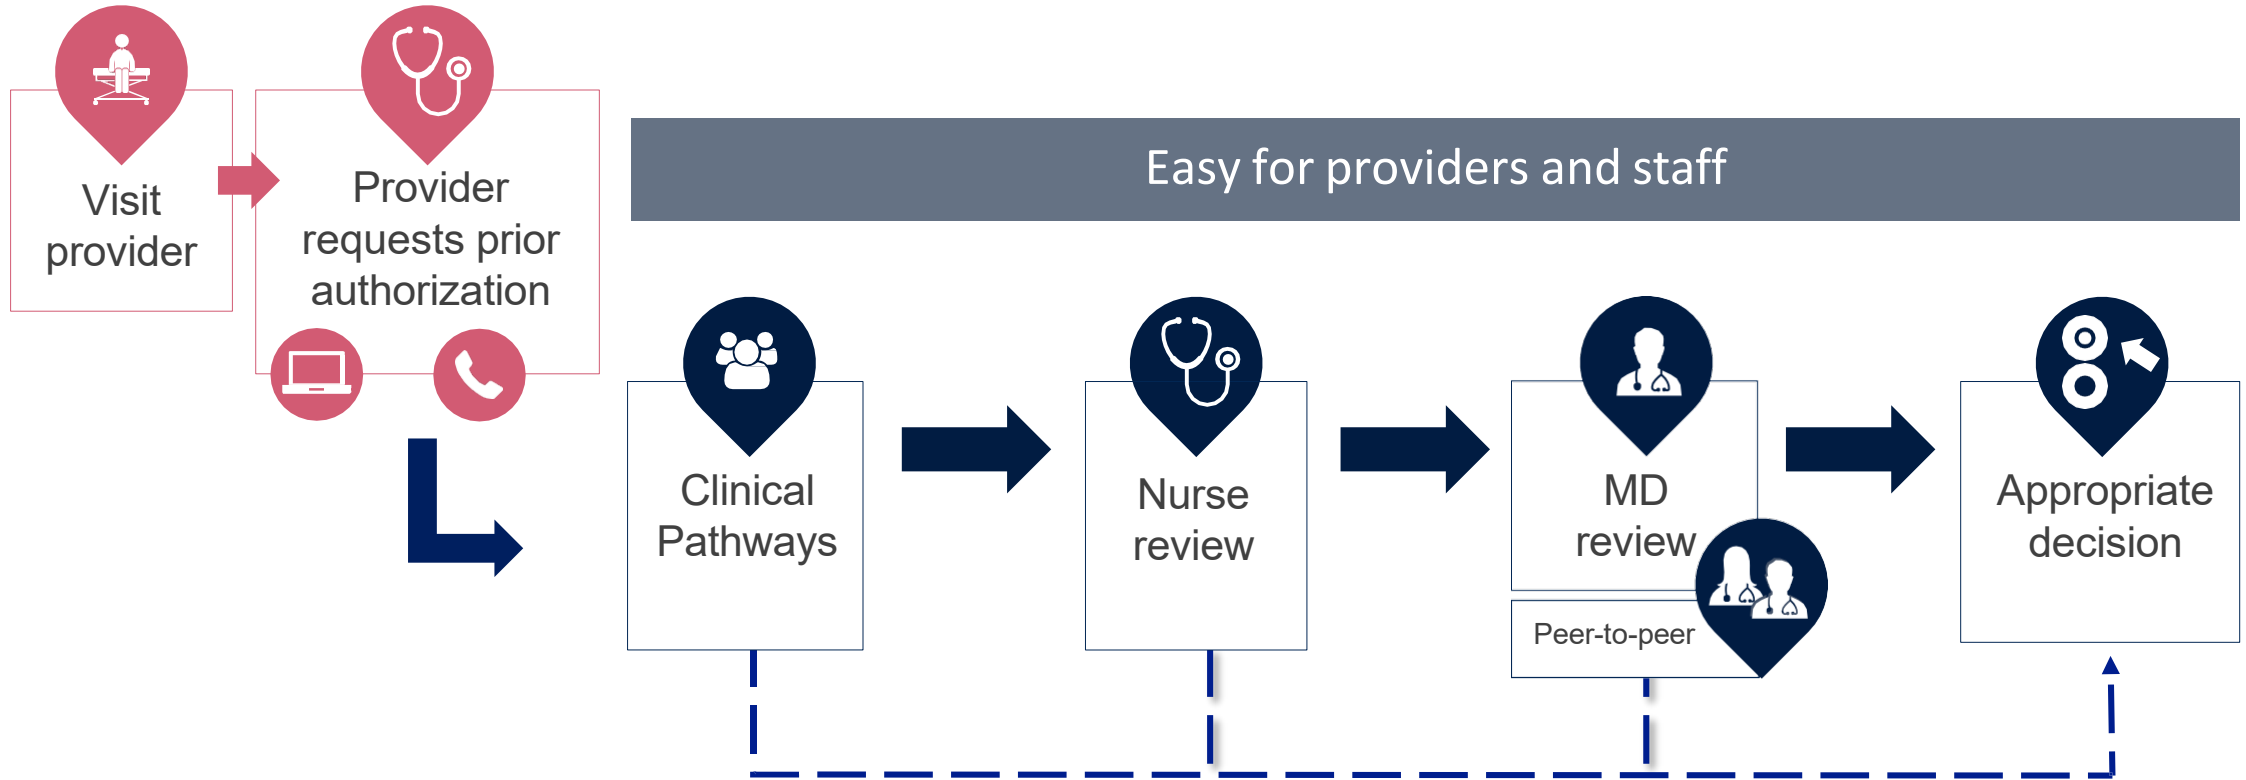 Visit
provider
Provider
requests prior
authorization
Easy for providers and staff
Clinical
Pathways
Nurse
review
MD
review
Peer-to-peer
Appropriate
decision